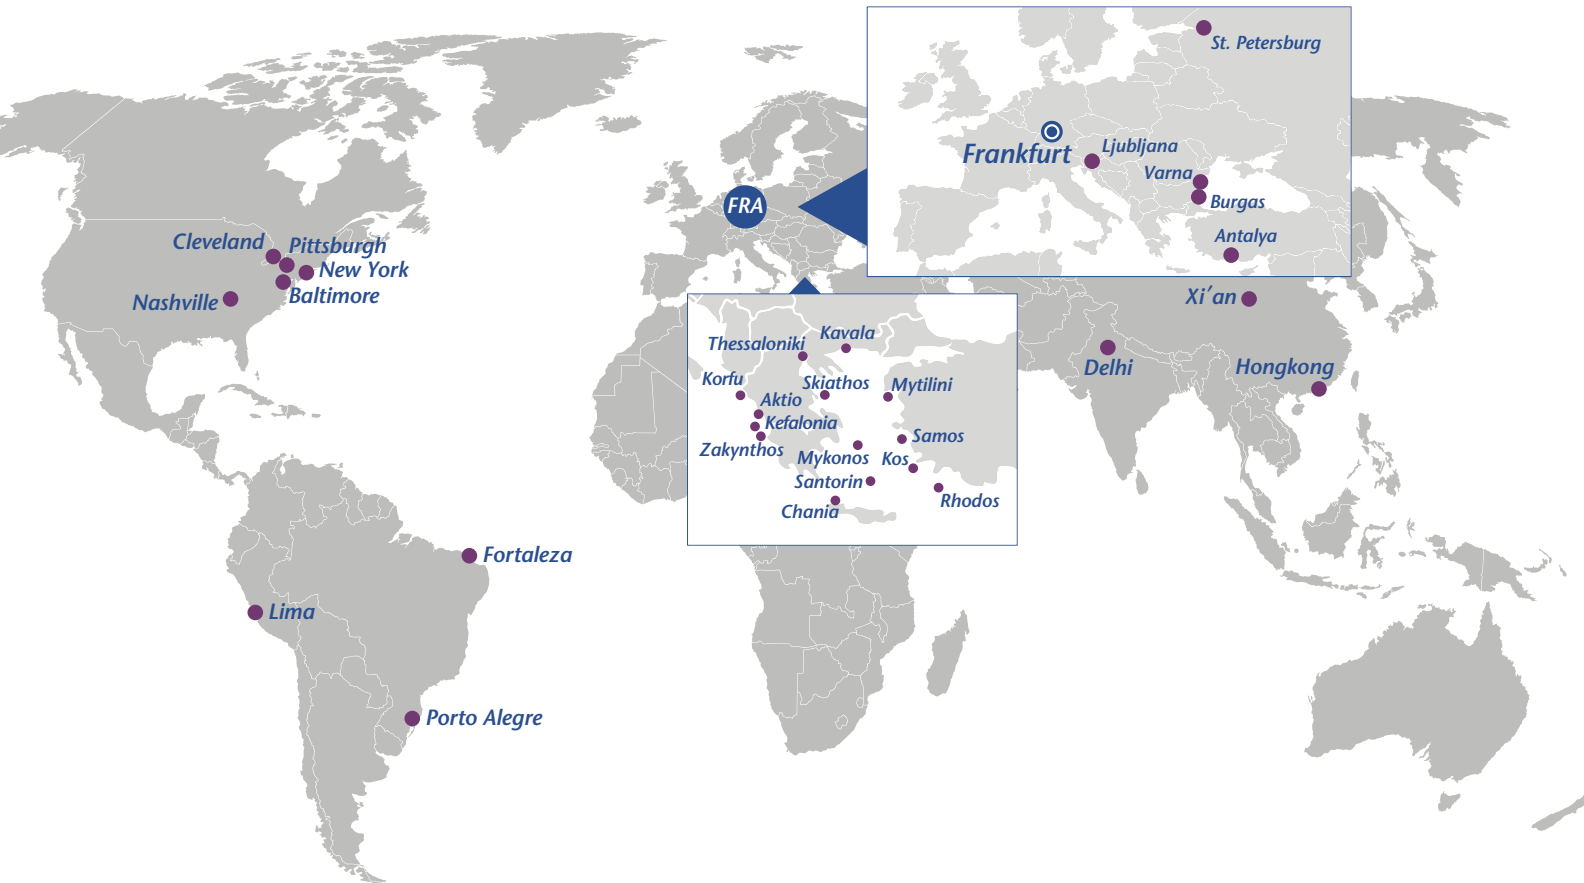 St. Petersburg
Frankfurt
Ljubljana
Varna
Burgas
Antalya
FRA
Cleveland
Pittsburgh
New York
Baltimore
Nashville
Xi’an
Delhi
Hongkong
Thessaloniki
Kavala
Korfu
Skiathos
Mytilini
Aktio
Kefalonia
Zakynthos
Samos
Mykonos
Kos
Santorin
Rhodos
Chania
Fortaleza
Lima
Porto Alegre